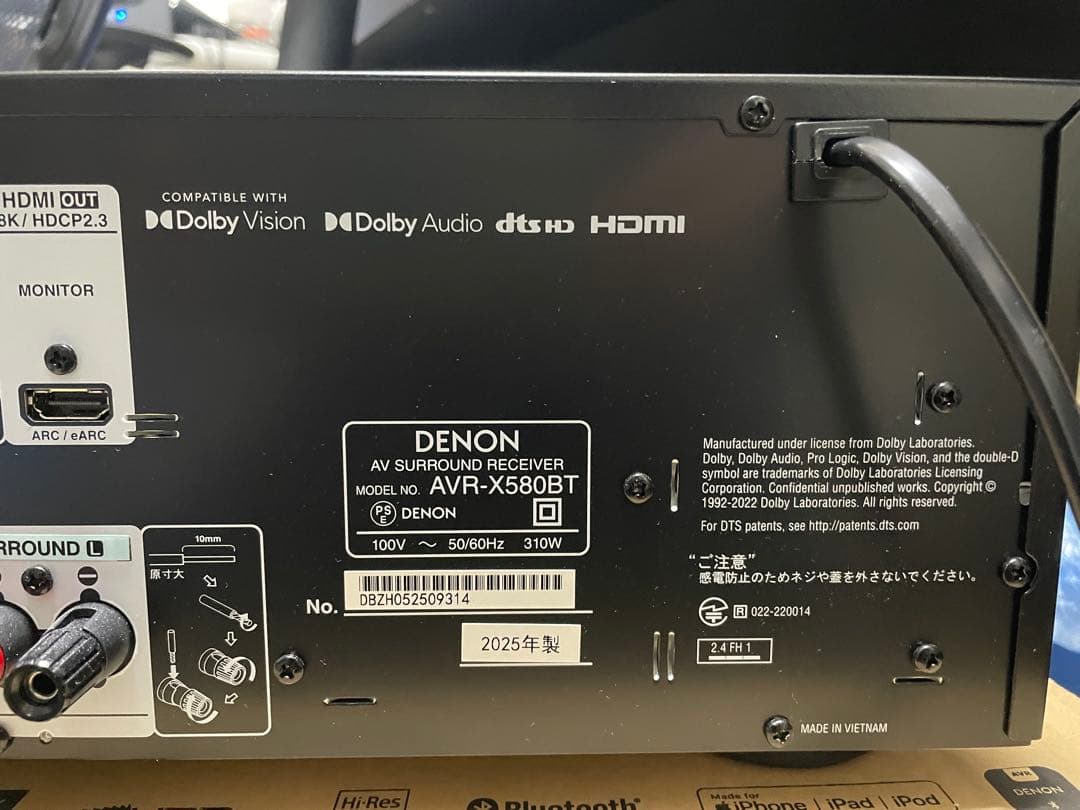 HDMI OUT
8K / HDCP2.3
MONITOR
ARC / eARC
COMPATIBLE WITH
Dolby Vision Dolby Audio dts HD HDMI
DENON
AV SURROUND RECEIVER
MODEL NO. AVR-X580BT
PS E DENON
100V ～ 50/60Hz 310W
No. DBZH052509314
2025年製
Manufactured under license from Dolby Laboratories.
Dolby, Dolby Audio, Pro Logic, Dolby Vision, and the double-D
symbol are trademarks of Dolby Laboratories Licensing
Corporation. Confidential unpublished works. Copyright ©
1992-2022 Dolby Laboratories. All rights reserved.
For DTS patents, see http://patents.dts.com
“ご注意”
感電防止のためネジや蓋を外さないでください。
R 022-220014
2.4 FH 1
MADE IN VIETNAM
RROUND L
10mm
原寸大
Hi-Res
Bluetooth
Made for
iPhone | iPad | iPod
AVR
DENON